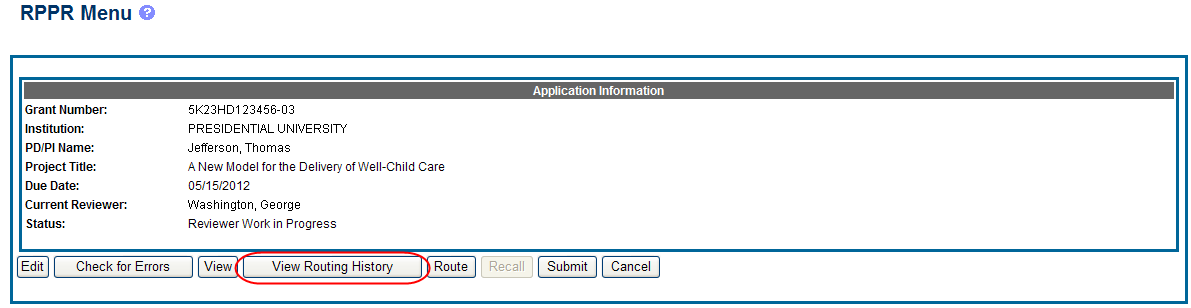 RPPR Menu ?
Application Information
Grant Number: 5K23HD123456-03
Institution: PRESIDENTIAL UNIVERSITY
PD/PI Name: Jefferson, Thomas
Project Title: A New Model for the Delivery of Well-Child Care
Due Date: 05/15/2012
Current Reviewer: Washington, George
Status: Reviewer Work in Progress
Edit Check for Errors View View Routing History Route Recall Submit Cancel